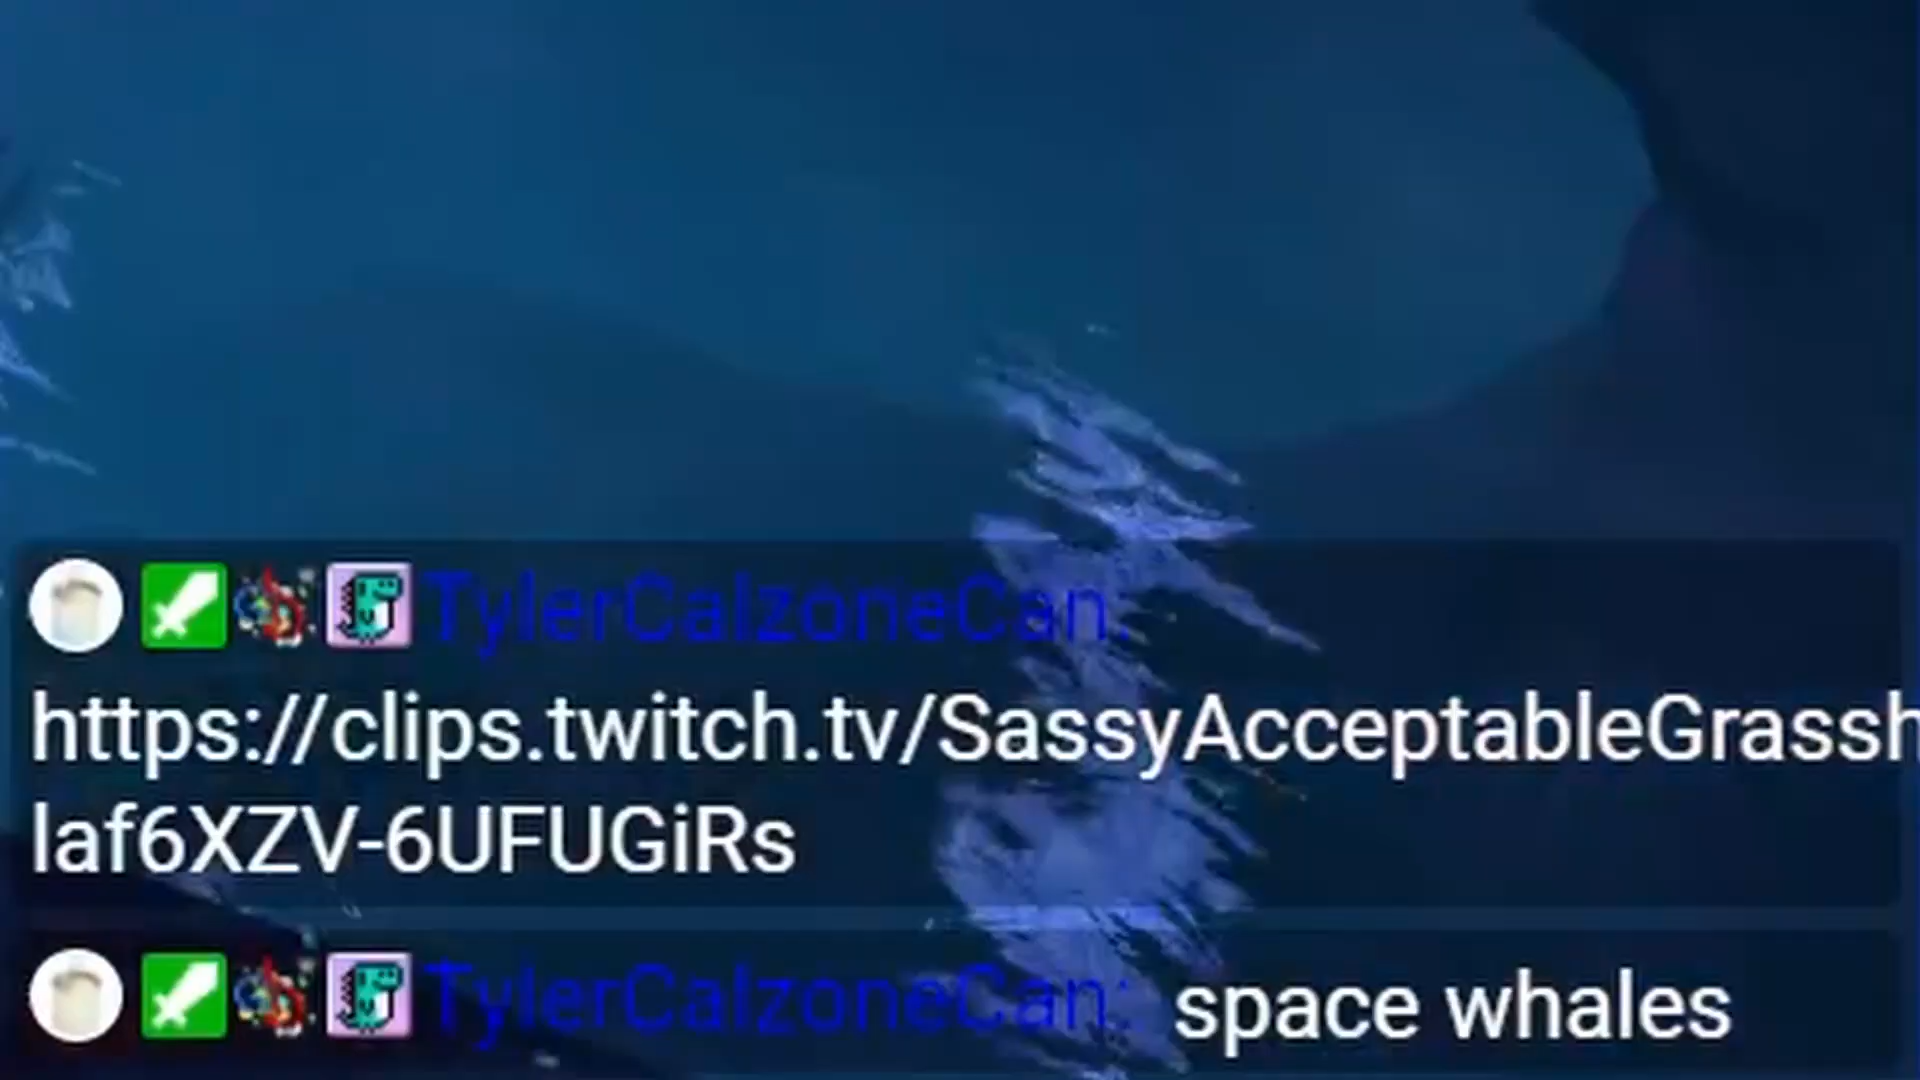 TylerCalzoneCan:
https://clips.twitch.tv/SassyAcceptableGrassh
laf6XZV-6UFUGiRs
TylerCalzoneCan: space whales